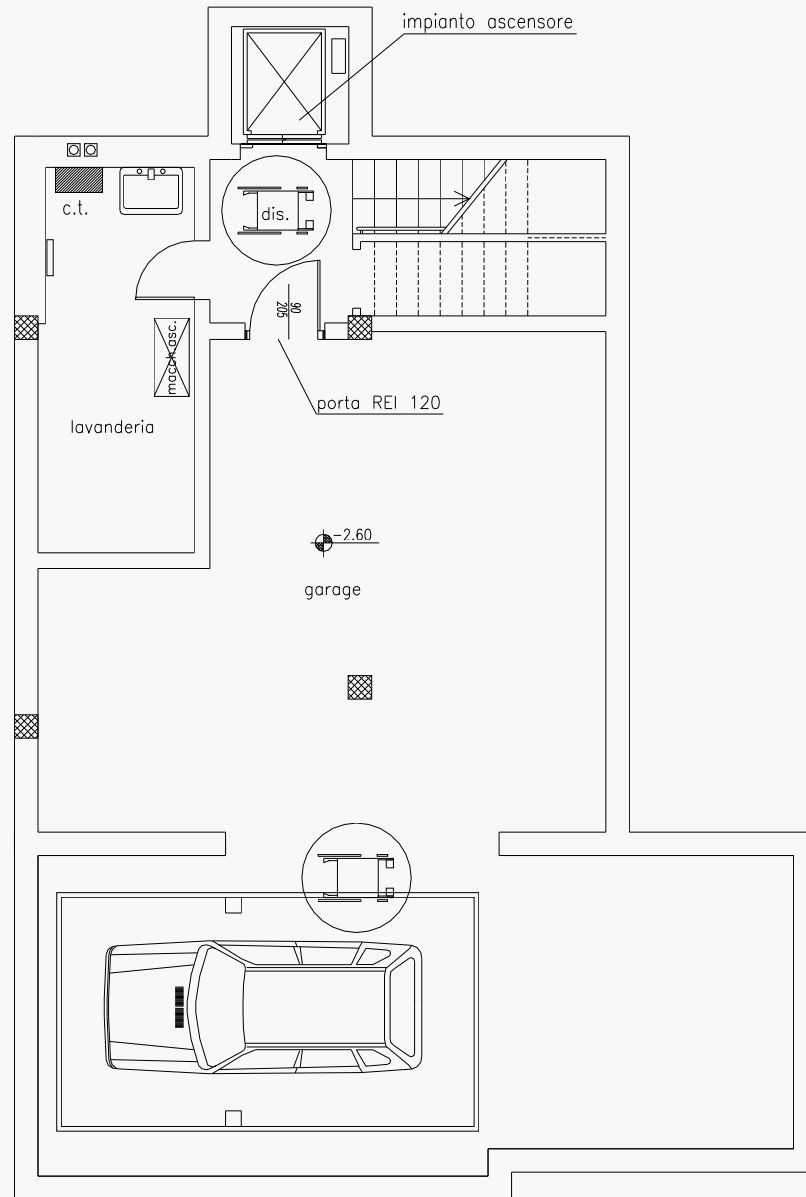 impianto ascensore
c.t.
dis.
90
205
macch.asc.
porta REI 120
lavanderia
-2.60
garage